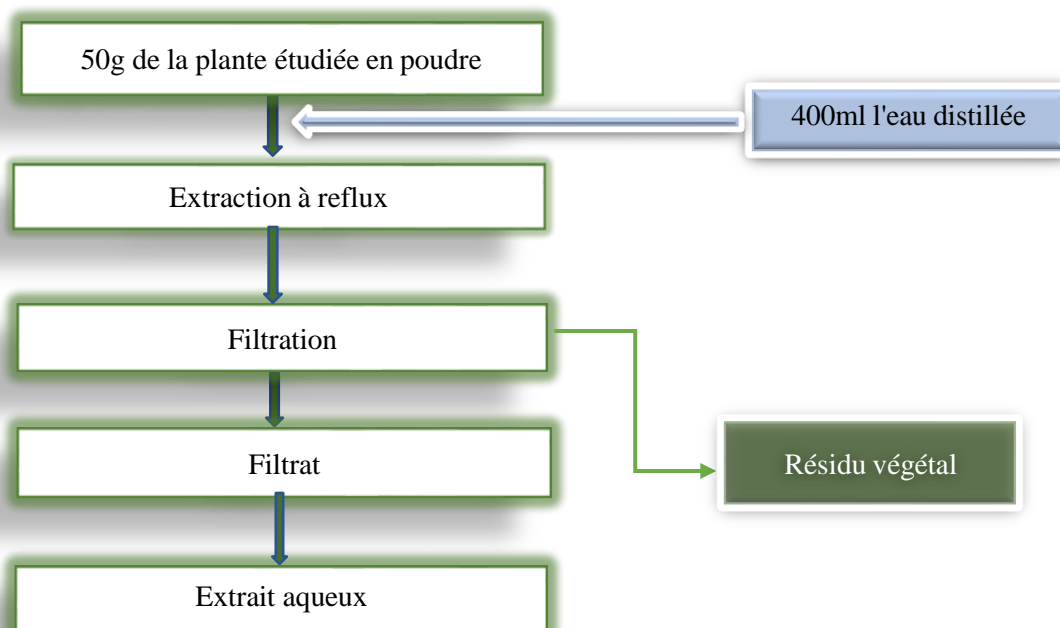 50g de la plante étudiée en poudre
400ml l'eau distillée
Extraction à reflux
Filtration
Filtrat
Résidu végétal
Extrait aqueux